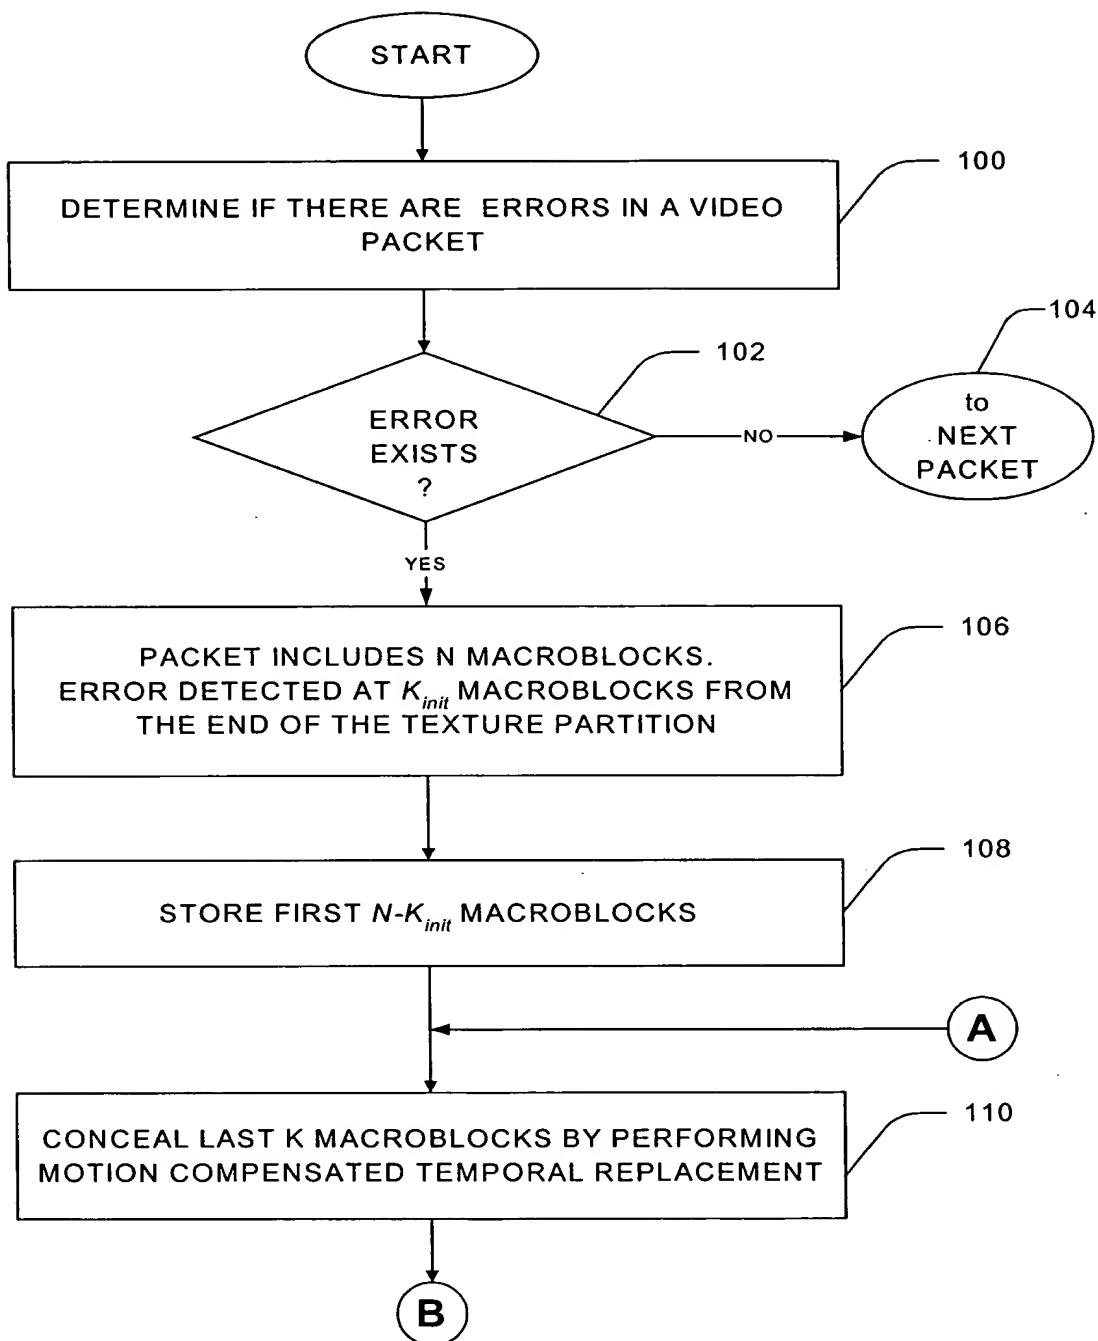 START
100
DETERMINE IF THERE ARE ERRORS IN A VIDEO
PACKET
104
102
ERROR
EXISTS
?
NO
to
NEXT
PACKET
YES
106
PACKET INCLUDES N MACROBLOCKS.
ERROR DETECTED AT K_init MACROBLOCKS FROM
THE END OF THE TEXTURE PARTITION
108
STORE FIRST N-K_init MACROBLOCKS
A
110
CONCEAL LAST K MACROBLOCKS BY PERFORMING
MOTION COMPENSATED TEMPORAL REPLACEMENT
B